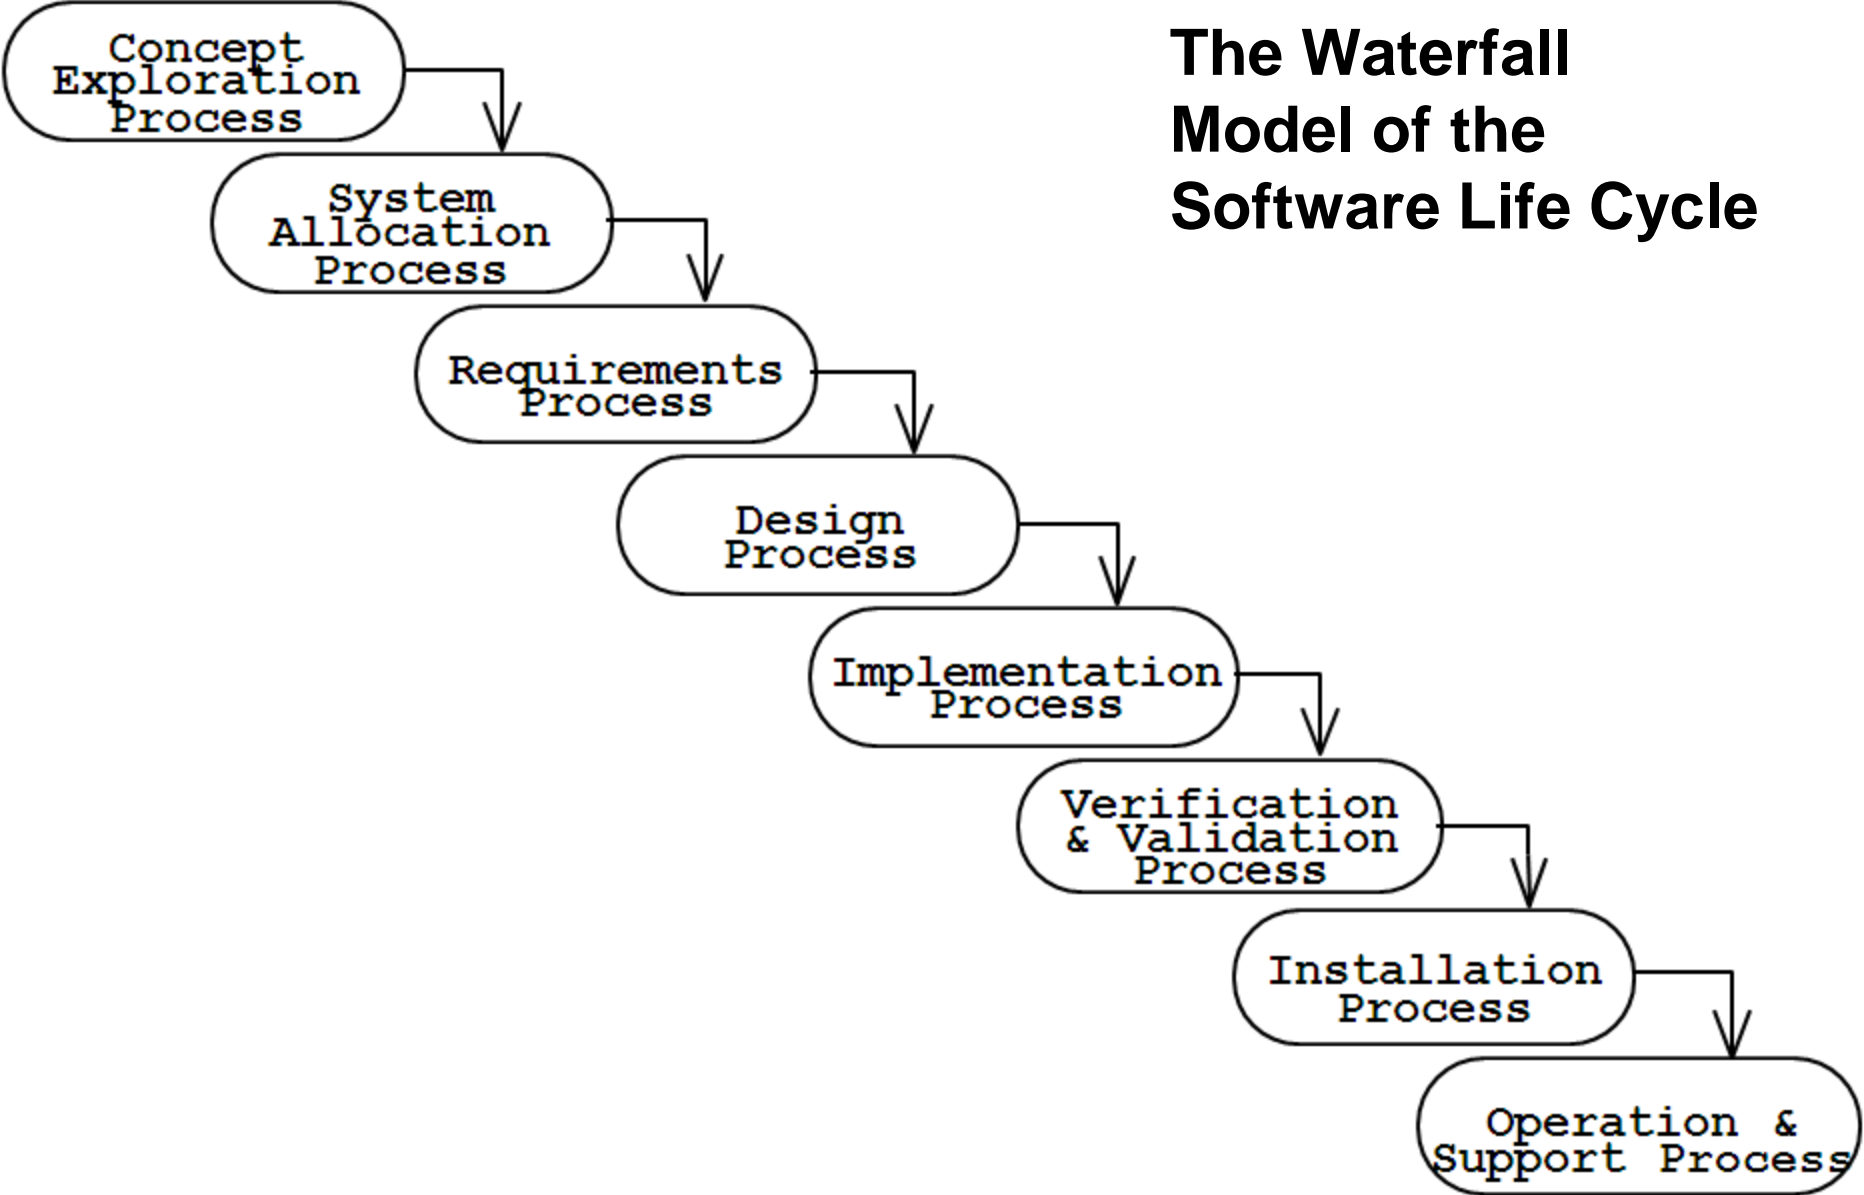 The Waterfall
Model of the
Software Life Cycle
Concept
Exploration
Process
System
Allocation
Process
Requirements
Process
Design
Process
Implementation
Process
Verification
& Validation
Process
Installation
Process
Operation &
Support Process